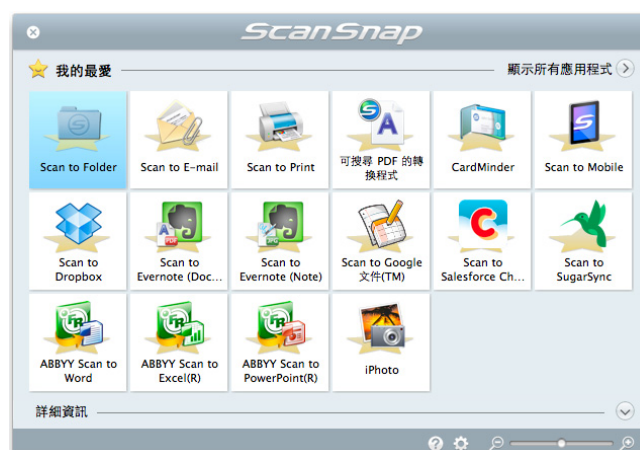 ScanSnap
我的最愛
顯示所有應用程式
Scan to Folder
Scan to E-mail
Scan to Print
可搜尋 PDF 的轉
換程式
CardMinder
Scan to Mobile
Scan to
Dropbox
Scan to
Evernote (Doc...
Scan to
Evernote (Note)
Scan to Google
文件(TM)
Scan to
Salesforce Ch...
Scan to
SugarSync
ABBYY Scan to
Word
ABBYY Scan to
Excel(R)
ABBYY Scan to
PowerPoint(R)
iPhoto
詳細資訊